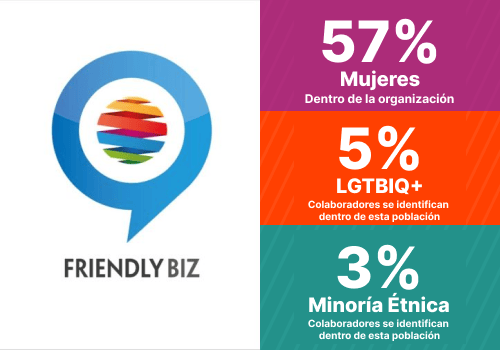 FRIENDLY BIZ
57%
Mujeres
Dentro de la organización
5%
LGTBIQ+
Colaboradores se identifican
dentro de esta población
3%
Minoría Étnica
Colaboradores se identifican
dentro de esta población